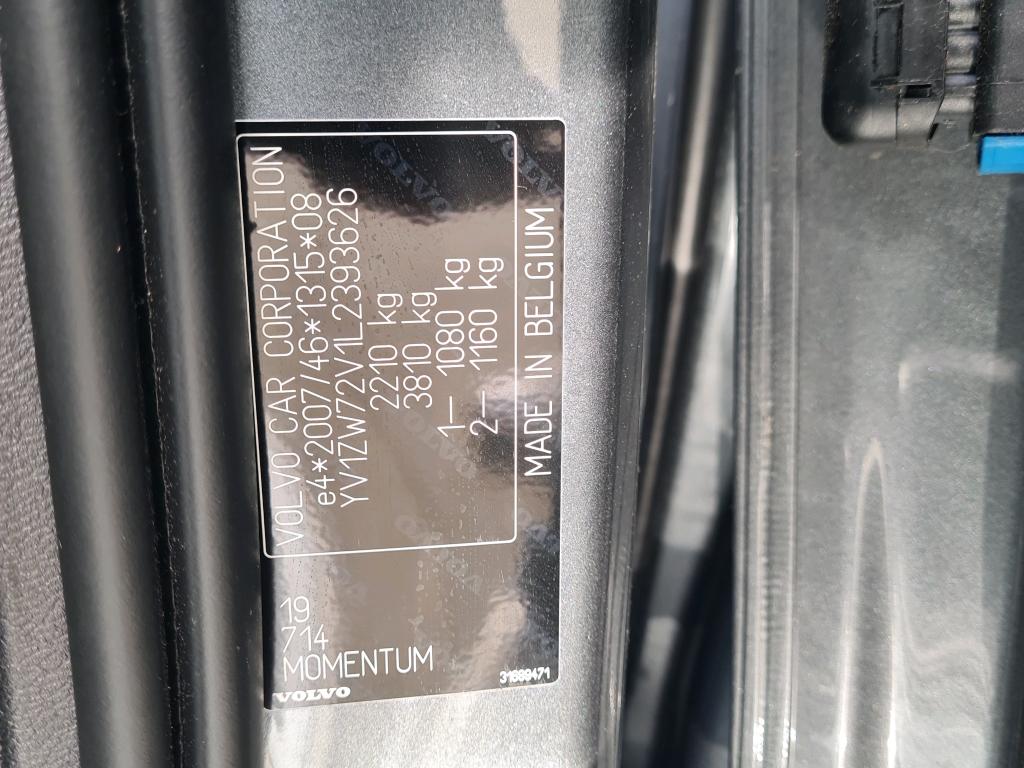 VOLVO CAR CORPORATION
e4*2007/46*1315*08
YV1ZW72V1L2393626
2210 kg
3810 kg
1— 1080 kg
2— 1160 kg
MADE IN BELGIUM
19
714
MOMENTUM
VOLVO
31689471